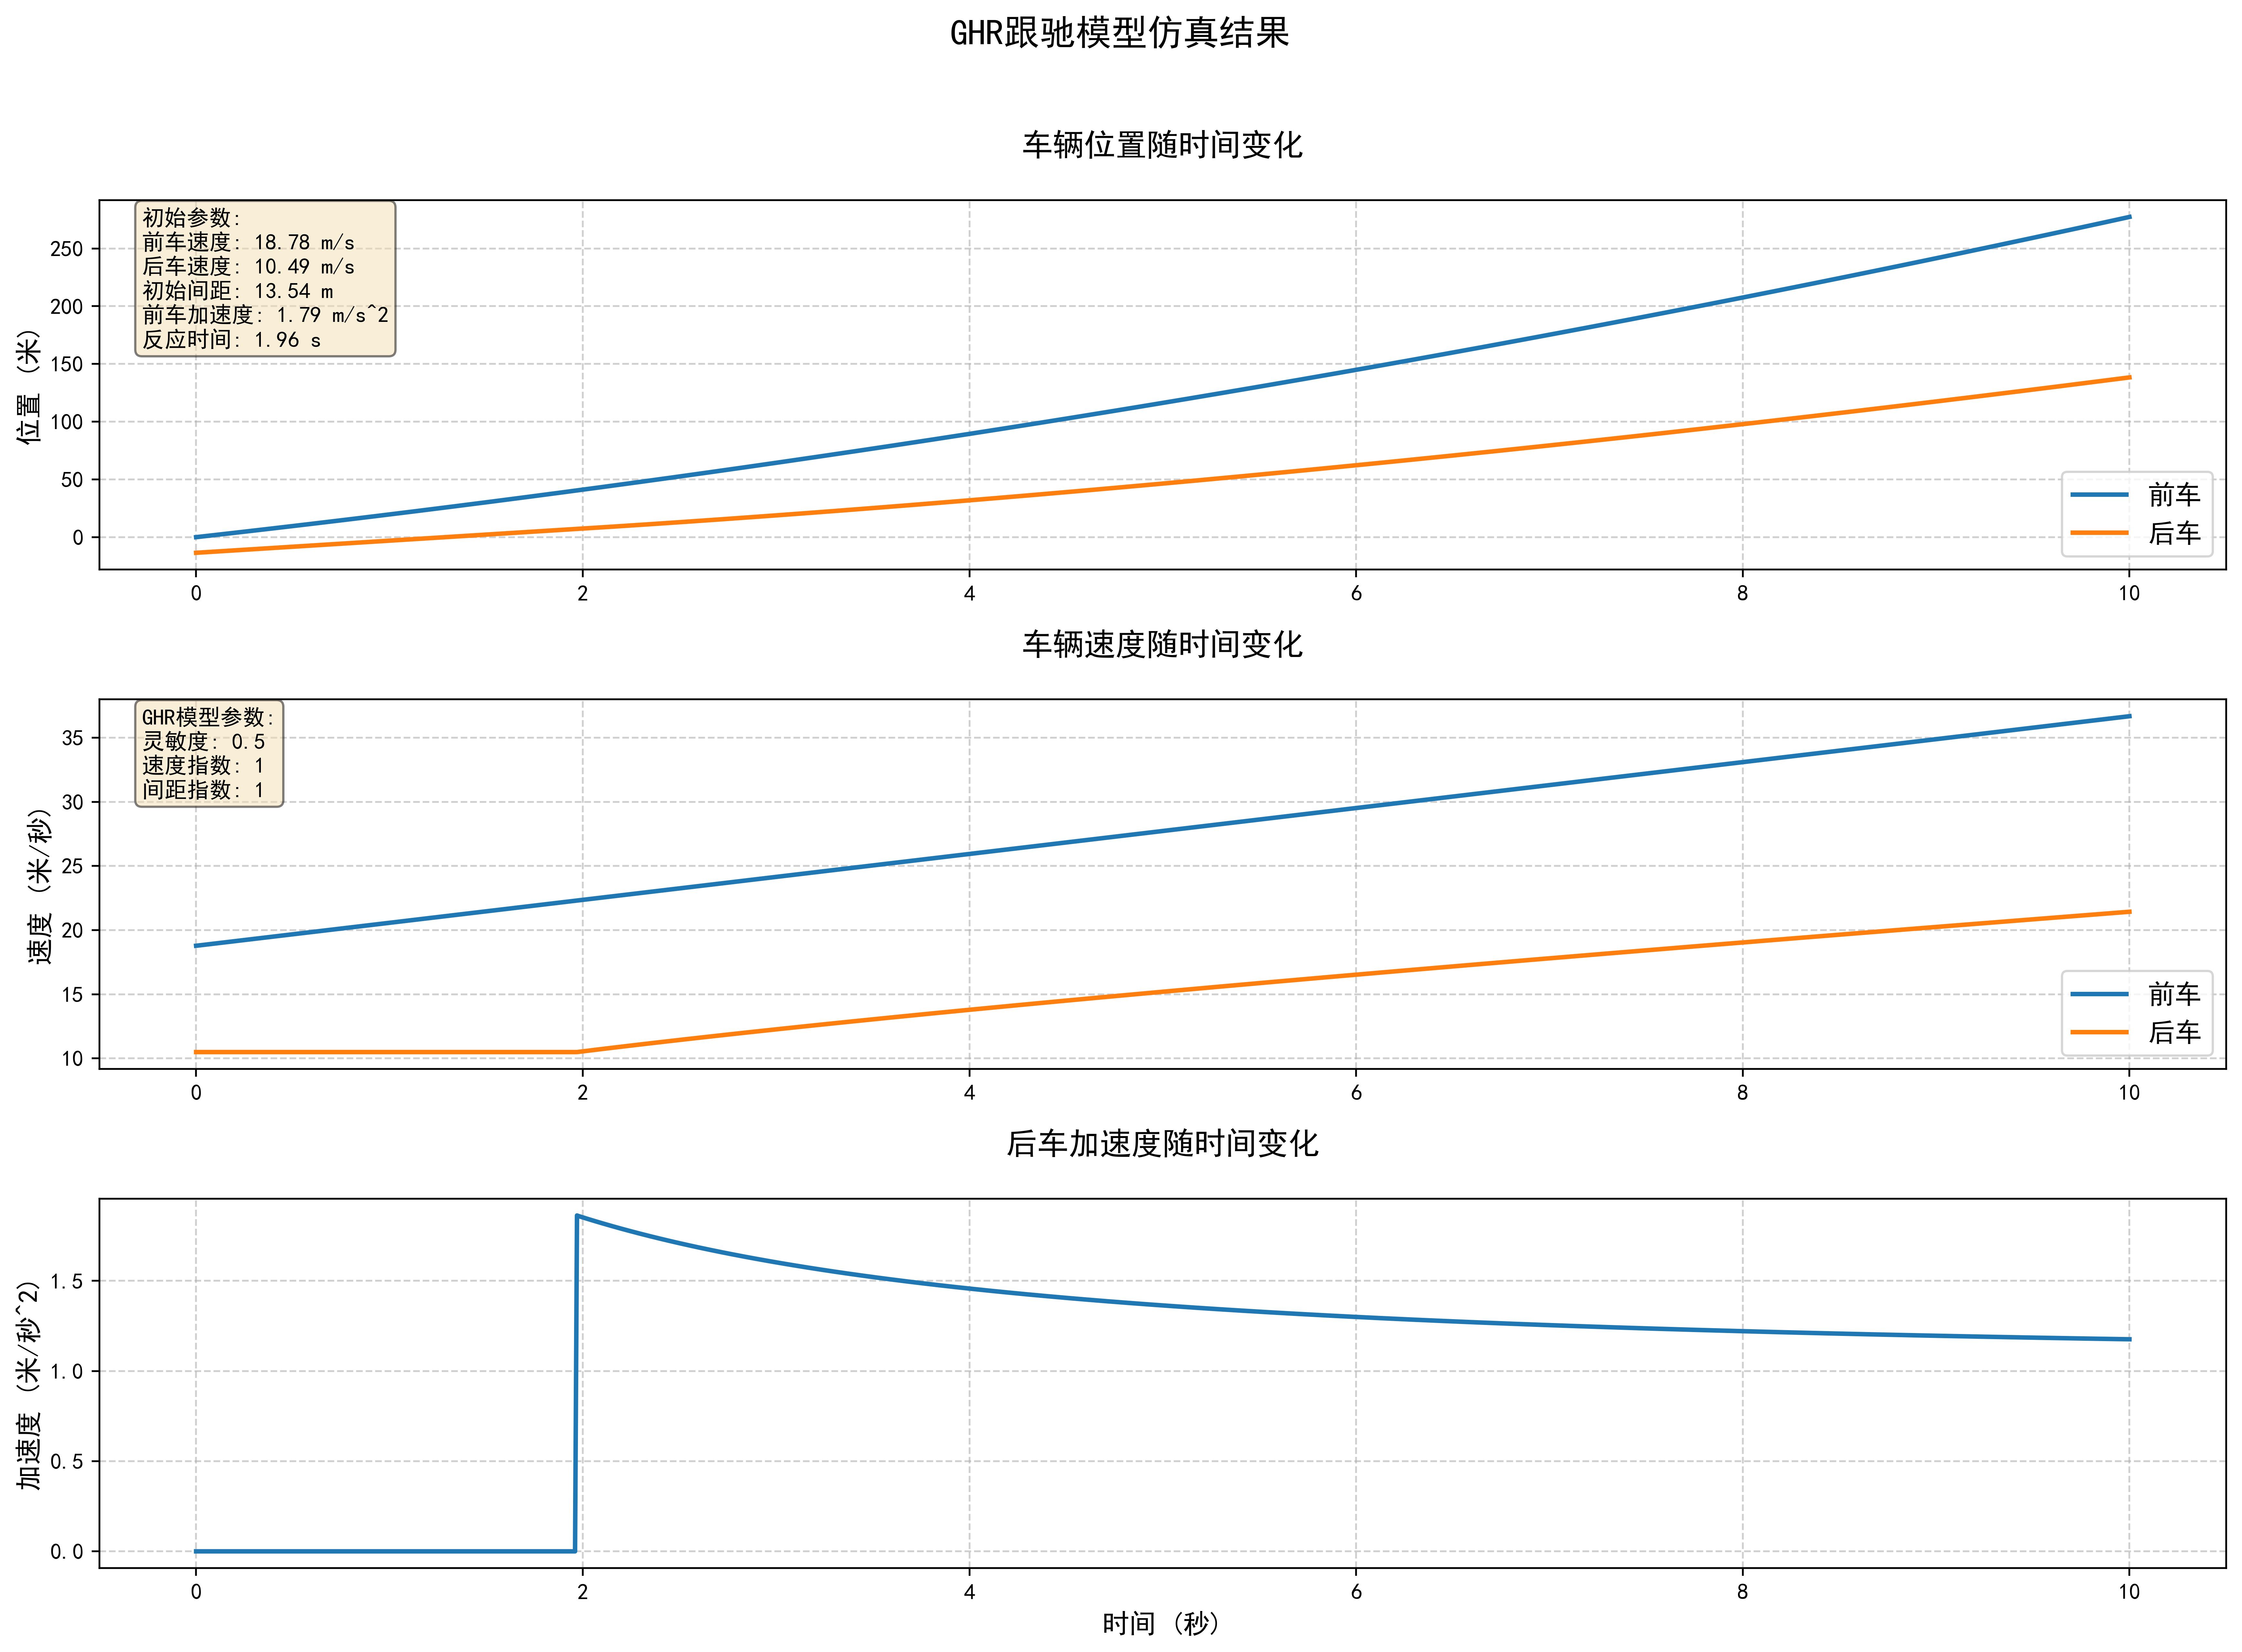 GHR跟驰模型仿真结果
车辆位置随时间变化
初始参数:
前车速度: 18.78 m/s
后车速度: 10.49 m/s
初始间距: 13.54 m
前车加速度: 1.79 m/s^2
反应时间: 1.96 s
位置 (米)
250
200
150
100
50
0
前车
后车
0 2 4 6 8 10
车辆速度随时间变化
GHR模型参数:
灵敏度: 0.5
速度指数: 1
间距指数: 1
速度 (米/秒)
35
30
25
20
15
10
前车
后车
0 2 4 6 8 10
后车加速度随时间变化
加速度 (米/秒^2)
1.5
1.0
0.5
0.0
0 2 4 6 8 10
时间 (秒)